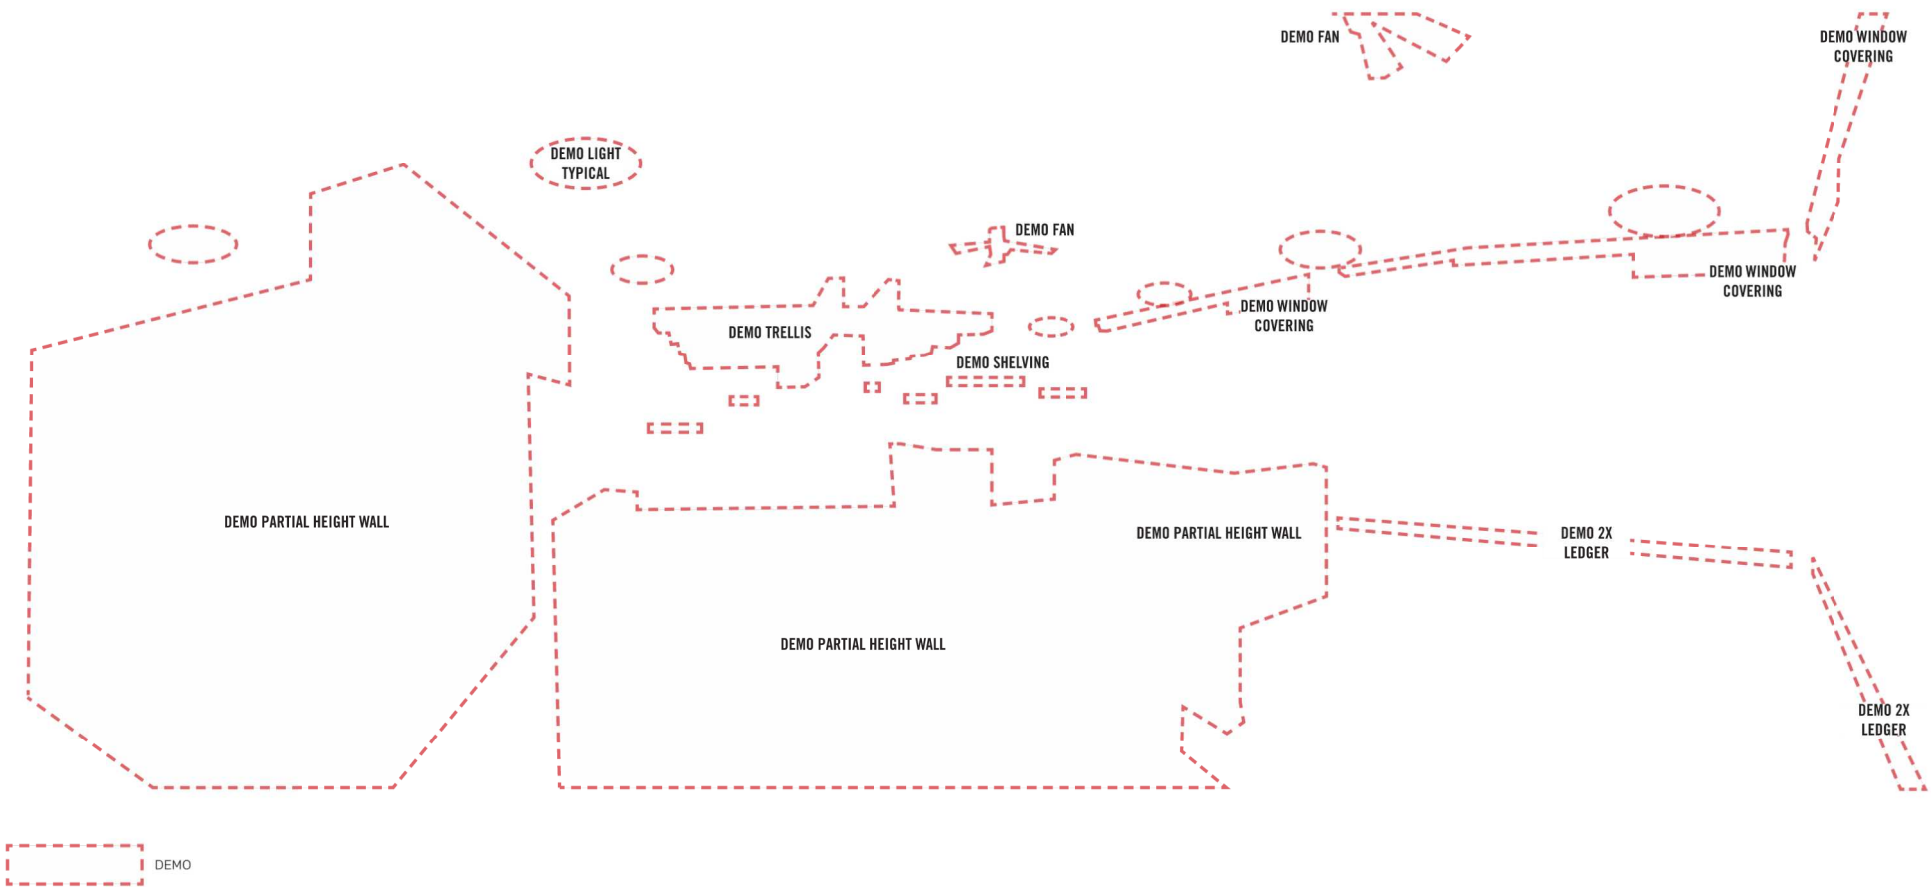 DEMO FAN
DEMO WINDOW
COVERING
DEMO LIGHT
TYPICAL
DEMO FAN
DEMO WINDOW
COVERING
DEMO WINDOW
COVERING
DEMO TRELLIS
DEMO SHELVING
DEMO PARTIAL HEIGHT WALL
DEMO PARTIAL HEIGHT WALL
DEMO 2X
LEDGER
DEMO PARTIAL HEIGHT WALL
DEMO 2X
LEDGER
DEMO